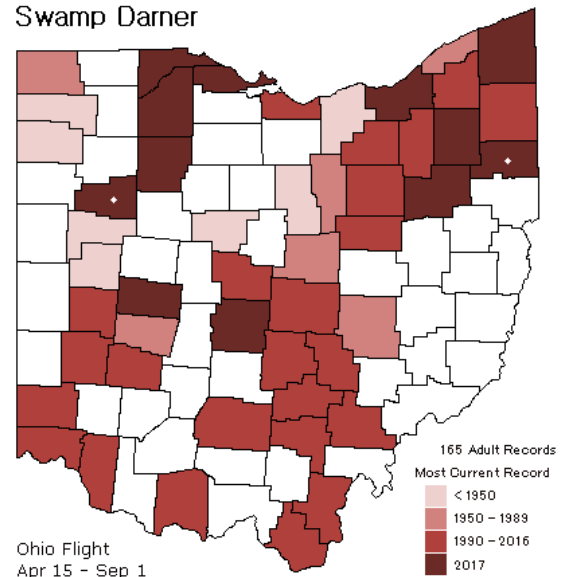 Swamp Darner
165 Adult Records
Most Current Record
<1950
1950 - 1989
1990 - 2016
2017
Ohio Flight
Apr 15 - Sep 1